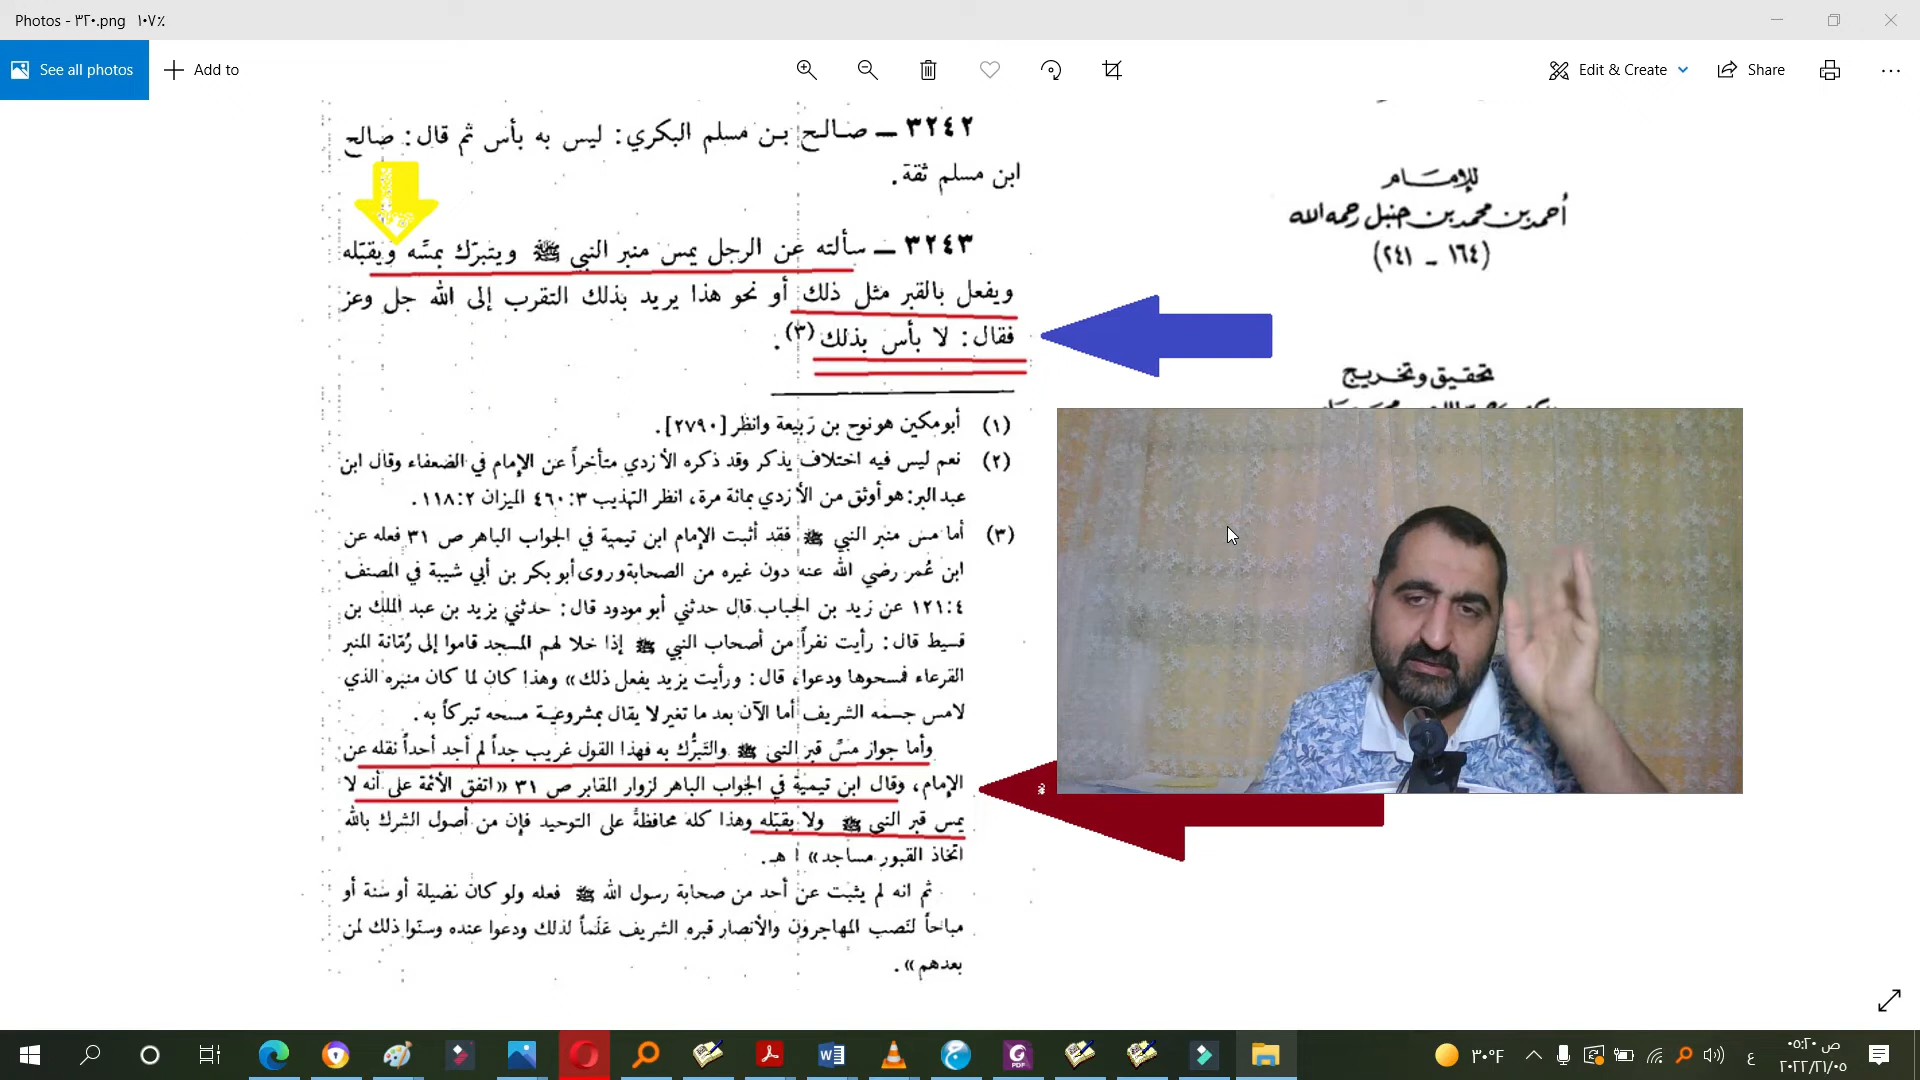 Photos - ٣٢٠.png ١٠٧٪
See all photos
Add to
Edit & Create
Share
٣٢٤٢ ــ صالح بن مسلم البكري: ليس به بأس ثم قال: صالح
ابن مسلم ثقة.
٣٢٤٣ ــ سألته عن الرجل يمس منبر النبي ﷺ ويتبرّك بمسّه ويقبّله
ويفعل بالقبر مثل ذلك أو نحو هذا يريد بذلك التقرب إلى الله جل وعز
فقال: لا بأس بذلك (٣).
(١) أبو مكين هو نوح بن ربيعة وانظر [٢٧٩٠].
(٢) نعم ليس فيه اختلاف يذكر وقد ذكره الأزدي متأخراً عن الإمام في الضعفاء وقال ابن
عبد البر: هو أوثق من الأزدي بمائة مرة، انظر التهذيب ٣: ٤٦٠ الميزان ٢: ١١٨.
(٣) أما مس منبر النبي ﷺ فقد أثبت الإمام ابن تيمية في الجواب الباهر ص ٣١ فعله عن
ابن عُمر رضي الله عنه دون غيره من الصحابة وروى أبو بكر بن أبي شيبة في المصنف
٤: ١٢١ عن زيد بن الحباب قال حدثني أبو مودود قال: حدثني يزيد بن عبد الملك بن
قسيط قال: رأيت نفراً من أصحاب النبي ﷺ إذا خلا لهم المسجد قاموا إلى رُمّانة المنبر
القرعاء فمسحوها ودعوا، قال: ورأيت يزيد يفعل ذلك» وهذا كان لما كان منبره الذي
لامس جسمه الشريف أما الآن بعد ما تغير لا يقال بمشروعية مسحه تبركاً به.
وأما جواز مسِّ قبر النبي ﷺ والتبرُّك به فهذا القول غريب جداً لم أجد أحداً نقله عن
الإمام، وقال ابن تيمية في الجواب الباهر لزوار المقابر ص ٣١ «اتفق الأئمة على أنه لا
يمس قبر النبي ﷺ ولا يقبّله وهذا كله محافظة على التوحيد فإن من أصول الشرك بالله
اتخاذ القبور مساجد» ا هـ.
ثم انه لم يثبت عن أحد من صحابة رسول الله ﷺ فعله ولو كان نضيلة أو سنة أو
مباحاً لنَصب المهاجرون والأنصار قبره الشريف عَلَماً لذلك ودعوا عنده وسنّوا ذلك لمن
بعدهم».
للإمام
أحمد بن محمد بن حنبل رحمه الله
(١٦٤ ـ ٢٤١)
تحقيق وتخريج
٣٠°F
ع
٠٥:٢٠ ص
٢٠٢٢/٢١/٠٥